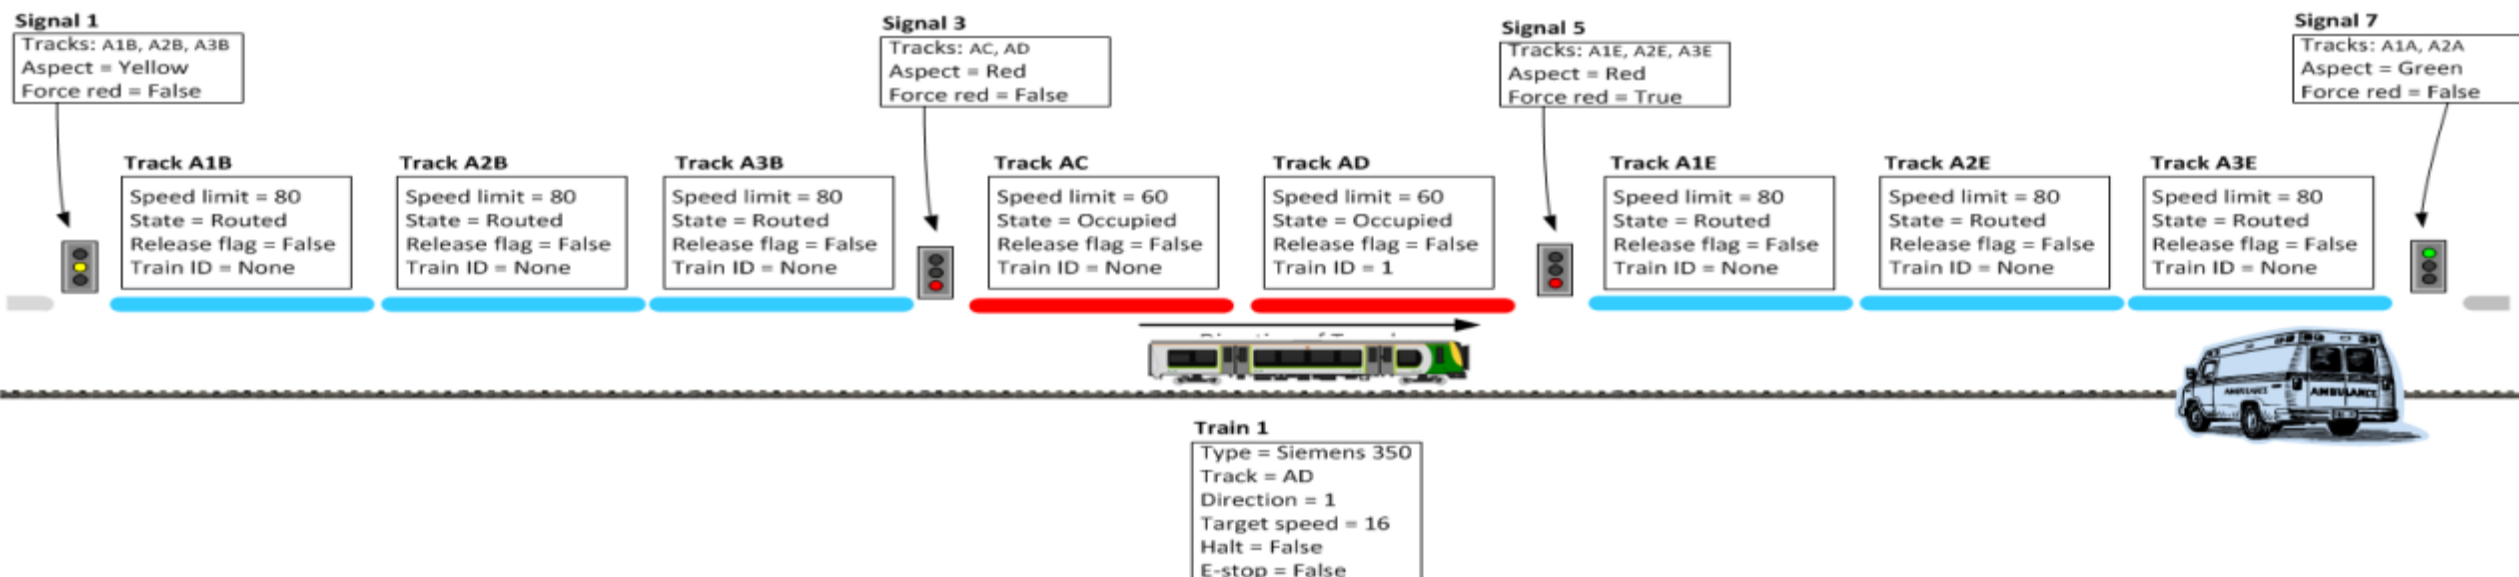 Signal 1
Tracks: A1B, A2B, A3B
Aspect = Yellow
Force red = False
Signal 3
Tracks: AC, AD
Aspect = Red
Force red = False
Signal 5
Tracks: A1E, A2E, A3E
Aspect = Red
Force red = True
Signal 7
Tracks: A1A, A2A
Aspect = Green
Force red = False
Track A1B
Speed limit = 80
State = Routed
Release flag = False
Train ID = None
Track A2B
Speed limit = 80
State = Routed
Release flag = False
Train ID = None
Track A3B
Speed limit = 80
State = Routed
Release flag = False
Train ID = None
Track AC
Speed limit = 60
State = Occupied
Release flag = False
Train ID = None
Track AD
Speed limit = 60
State = Occupied
Release flag = False
Train ID = 1
Track A1E
Speed limit = 80
State = Routed
Release flag = False
Train ID = None
Track A2E
Speed limit = 80
State = Routed
Release flag = False
Train ID = None
Track A3E
Speed limit = 80
State = Routed
Release flag = False
Train ID = None
AMBULANCE
AMBULANCE
Train 1
Type = Siemens 350
Track = AD
Direction = 1
Target speed = 16
Halt = False
E-stop = False